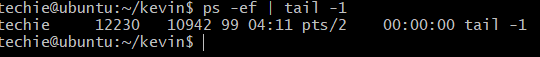 techie@ubuntu:~/kevin$ ps -ef | tail -1
techie     12230   10942 99 04:11 pts/2    00:00:00 tail -1
techie@ubuntu:~/kevin$